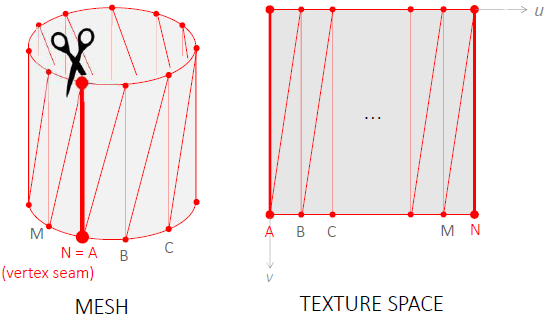 u
...
M
N = A
B
C
(vertex seam)
A
B
C
M
N
v
MESH
TEXTURE SPACE